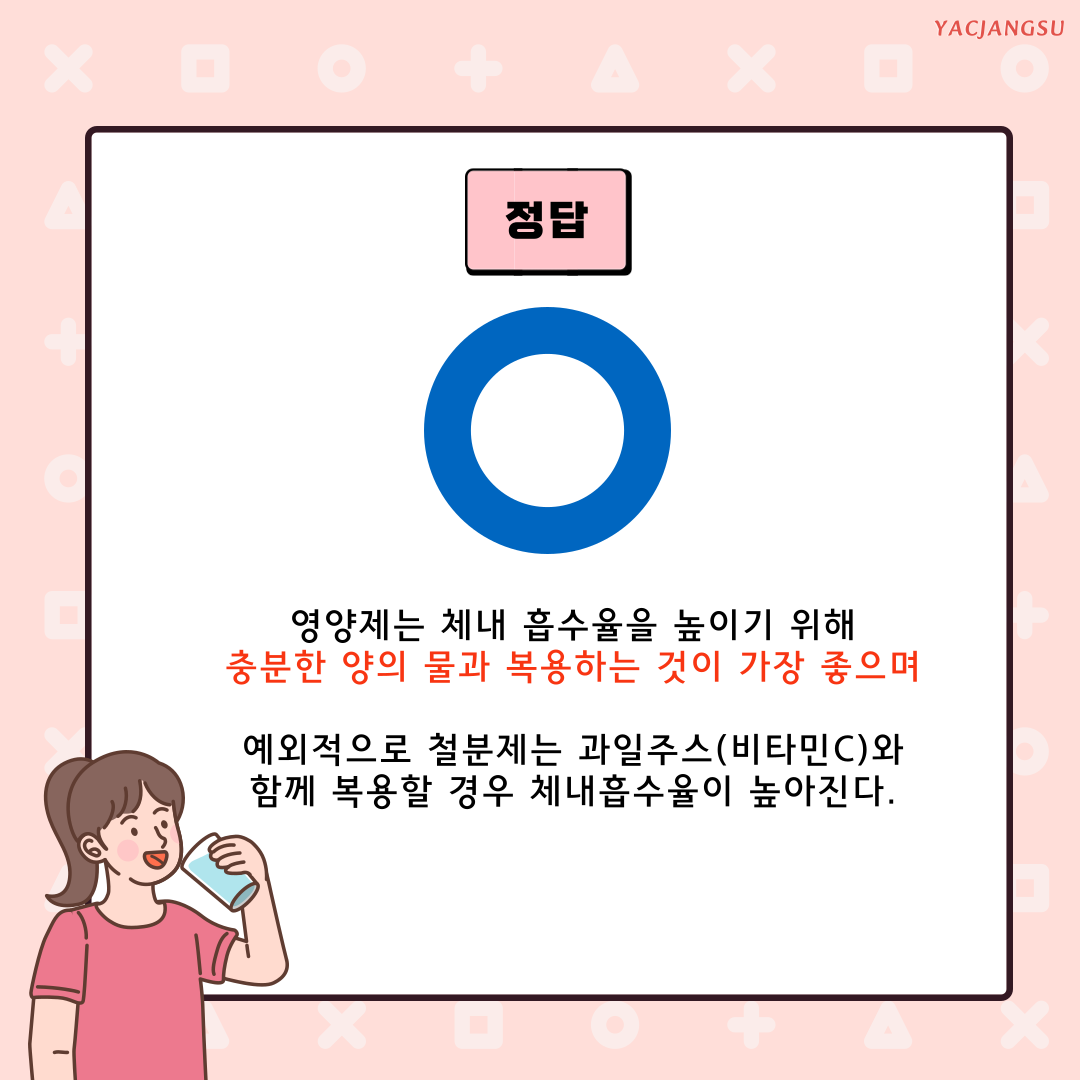 YACJANGSU
정답
영양제는 체내 흡수율을 높이기 위해
충분한 양의 물과 복용하는 것이 가장 좋으며
예외적으로 철분제는 과일주스(비타민C)와
함께 복용할 경우 체내흡수율이 높아진다.